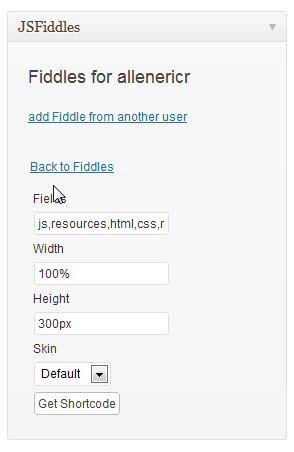 JSFiddles
Fiddles for allenericr
add Fiddle from another user
Back to Fiddles
Fields
js,resources,html,css,r
Width
100%
Height
300px
Skin
Default
Get Shortcode